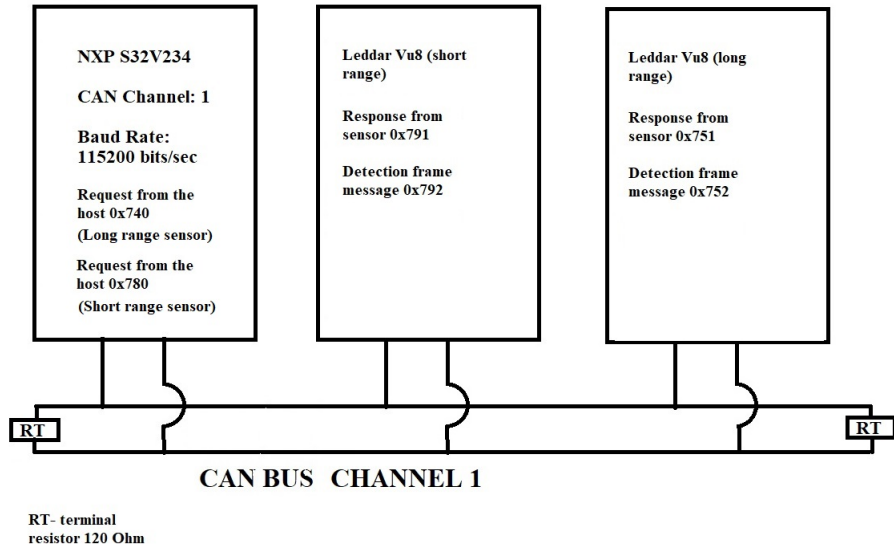 NXP S32V234
CAN Channel: 1
Baud Rate:
115200 bits/sec
Request from the
host 0x740
(Long range sensor)
Request from the
host 0x780
(Short range sensor)
Leddar Vu8 (short
range)
Response from
sensor 0x791
Detection frame
message 0x792
Leddar Vu8 (long
range)
Response from
sensor 0x751
Detection frame
message 0x752
RT
RT
CAN BUS CHANNEL 1
RT- terminal
resistor 120 Ohm